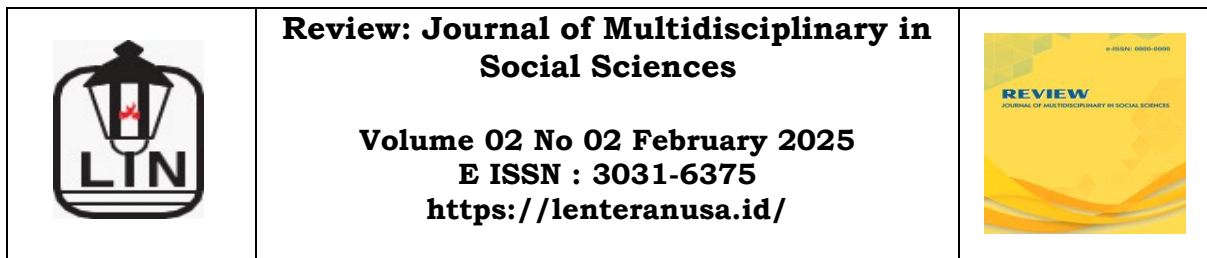 LIN
Review: Journal of Multidisciplinary in
Social Sciences
Volume 02 No 02 February 2025
E ISSN : 3031-6375
https://lenteranusa.id/
e-ISSN: 0000-0000
REVIEW
JOURNAL OF MULTIDISCIPLINARY IN SOCIAL SCIENCES